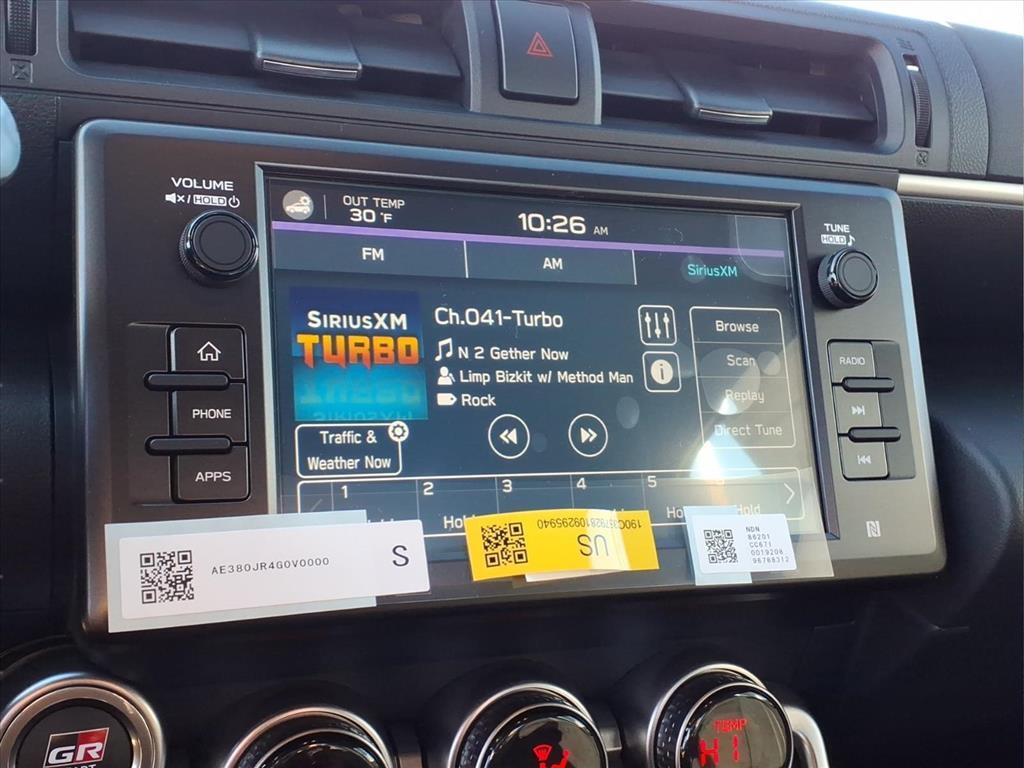 VOLUME
/ HOLD
OUT TEMP
30 °F
10:26 AM
TUNE
HOLD
FM
AM
SiriusXM
SIRIUSXM
TURBO
Ch.041-Turbo
N 2 Gether Now
Limp Bizkit w/ Method Man
Rock
Browse
Scan
Replay
Direct Tune
Traffic &
Weather Now
1
2
3
4
5
Hold
PHONE
APPS
RADIO
AE380JR4G0V0000
S
US
NDN
86201
CC671
0019208
96788312
GR
TEMP
HI